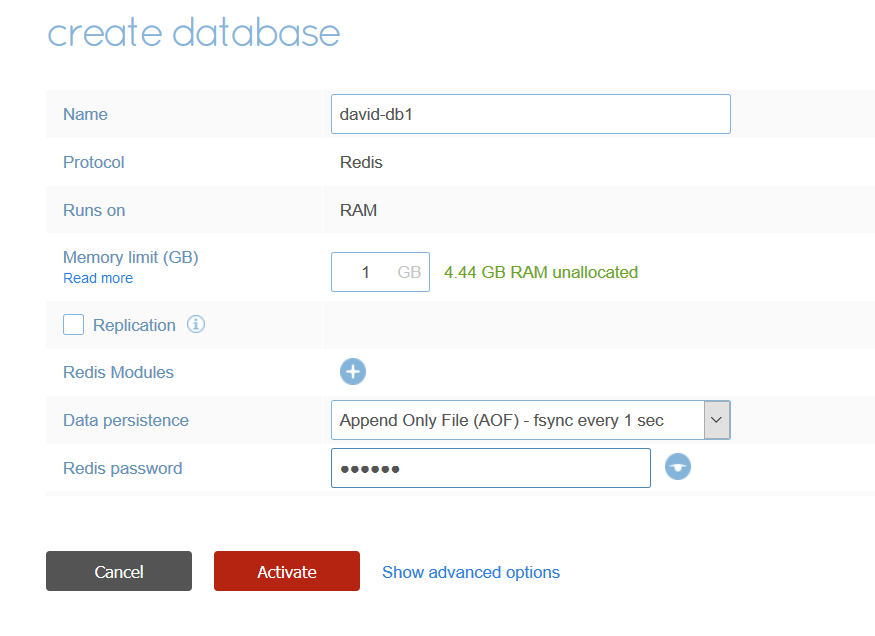 create database
Name david-db1
Protocol Redis
Runs on RAM
Memory limit (GB)
Read more
1 GB 4.44 GB RAM unallocated
Replication
Redis Modules
Data persistence Append Only File (AOF) - fsync every 1 sec
Redis password ●●●●●●
Cancel Activate Show advanced options